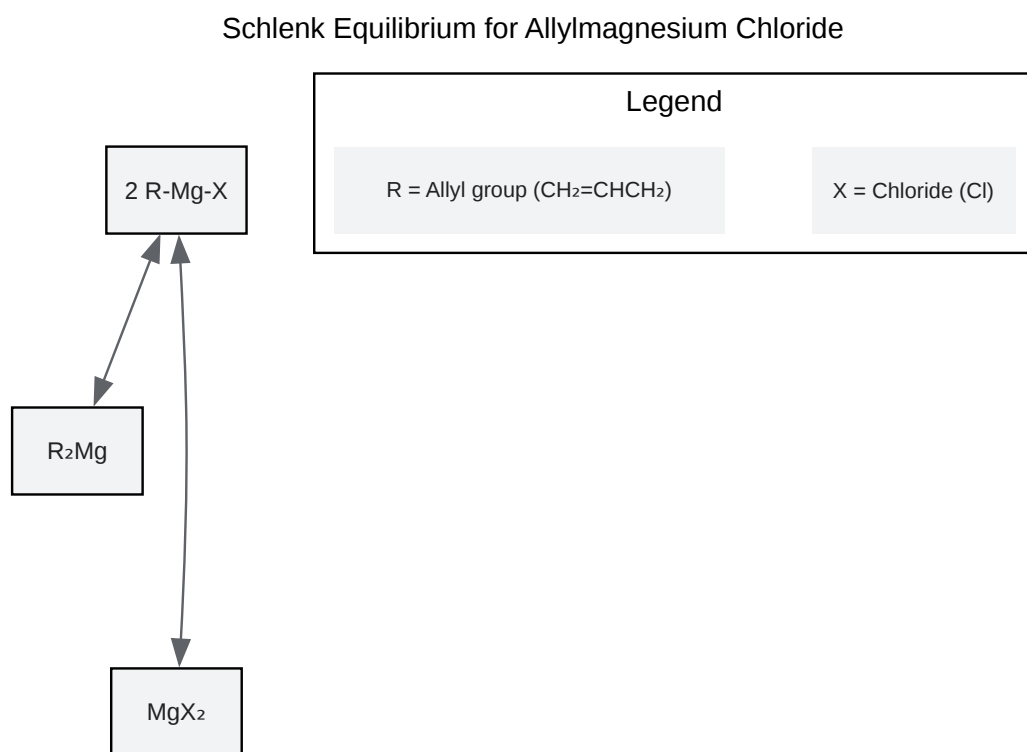 Schlenk Equilibrium for Allylmagnesium Chloride
Legend
2 R-Mg-X
R = Allyl group (CH₂=CHCH₂)
X = Chloride (Cl)
R₂Mg
MgX₂